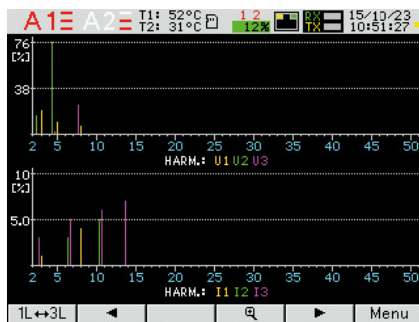 A1 A2 T1: 52°C 1 2 RX 15/10/23
T2: 31°C 12% TX 10:51:27
76
[%]
38
2 5 10 15 20 25 30 35 40 45 50
HARM.: U1 U2 U3
10
[%]
5.0
2 5 10 15 20 25 30 35 40 45 50
HARM.: I1 I2 I3
1L↔3L ◄ ► Menu